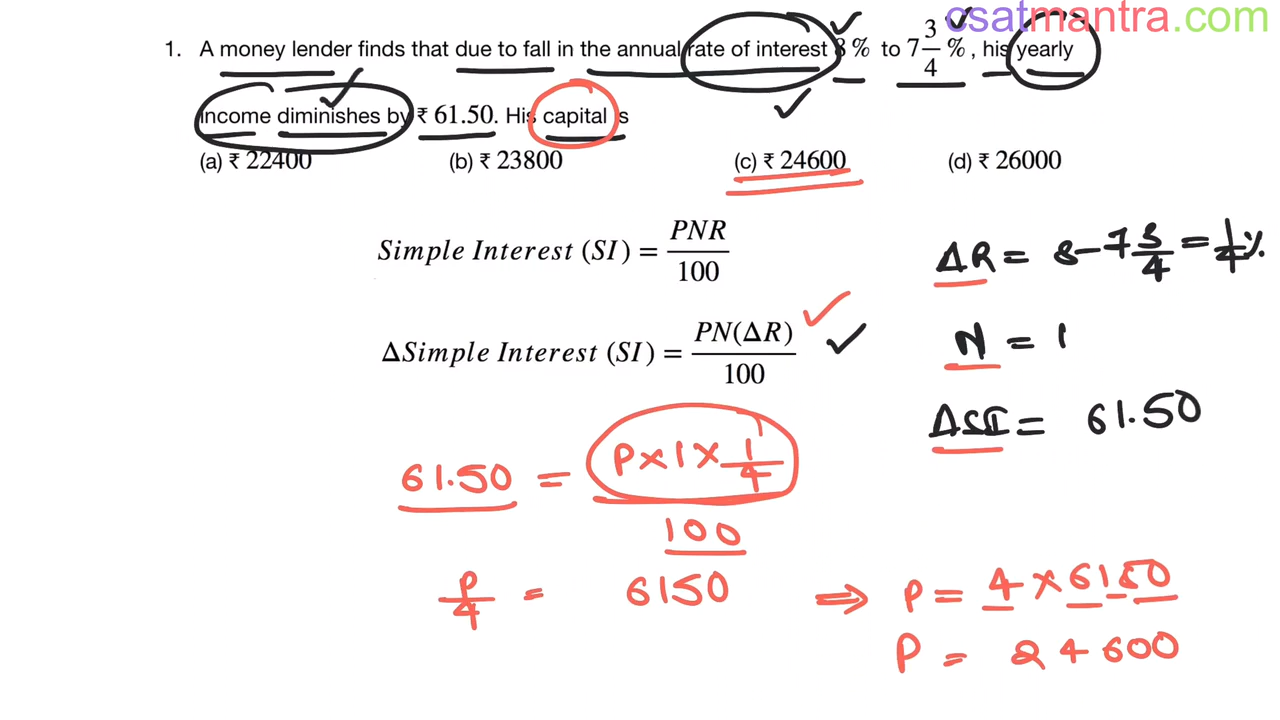 csatmantra.com
1. A money lender finds that due to fall in the annual rate of interest 8 % to 7 3/4 %, his yearly
income diminishes by ₹ 61.50. His capital is
(a) ₹ 22400 (b) ₹ 23800 (c) ₹ 24600 (d) ₹ 26000
Simple Interest (SI) = PNR/100
ΔR = 8 - 7 3/4 = 1/4 %
ΔSimple Interest (SI) = PN(ΔR)/100
N = 1
ΔSI = 61.50
61.50 = P × 1 × 1/4 / 100
P/4 = 6150 ⇒ P = 4 × 6150
P = 24600